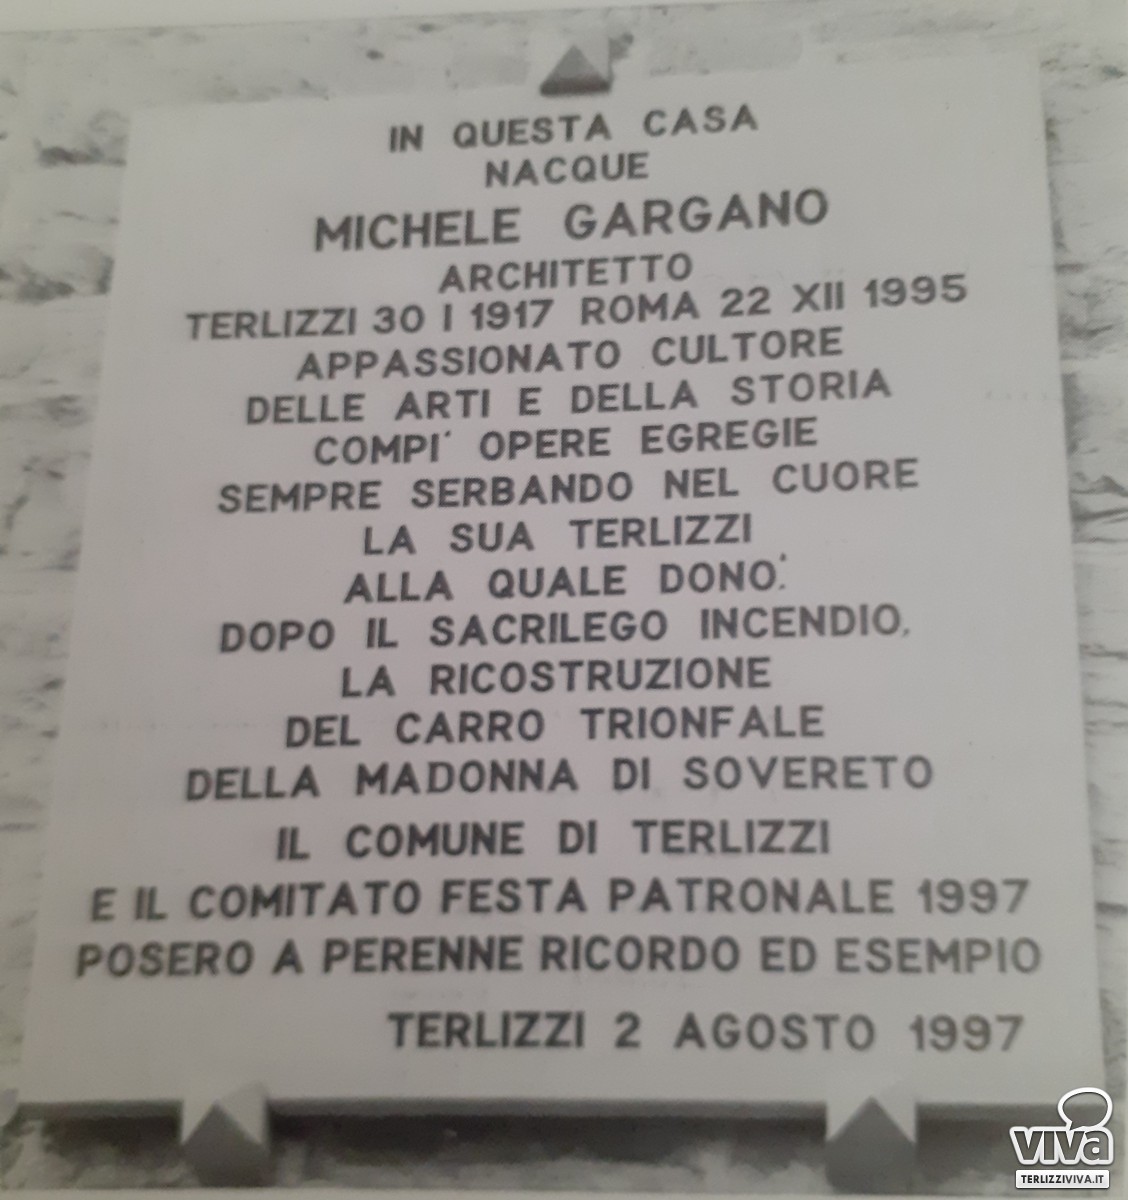 IN QUESTA CASA
NACQUE
MICHELE GARGANO
ARCHITETTO
TERLIZZI 30 I 1917 ROMA 22 XII 1995
APPASSIONATO CULTORE
DELLE ARTI E DELLA STORIA
COMPI' OPERE EGREGIE
SEMPRE SERBANDO NEL CUORE
LA SUA TERLIZZI
ALLA QUALE DONO':
DOPO IL SACRILEGO INCENDIO,
LA RICOSTRUZIONE
DEL CARRO TRIONFALE
DELLA MADONNA DI SOVERETO
IL COMUNE DI TERLIZZI
E IL COMITATO FESTA PATRONALE 1997
POSERO A PERENNE RICORDO ED ESEMPIO
TERLIZZI 2 AGOSTO 1997
viva
TERLIZZIVIVA.IT